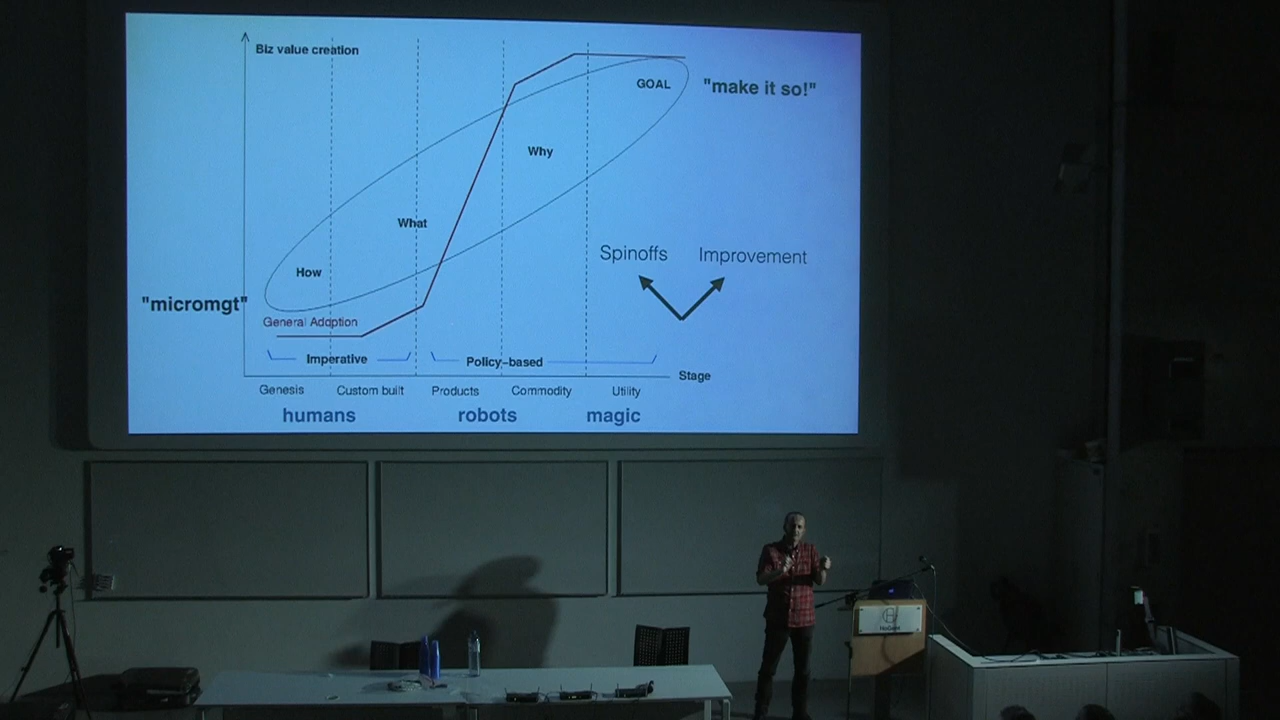 Biz value creation
GOAL
"make it so!"
Why
What
Spinoffs
Improvement
How
"micromgt"
General Adoption
Imperative
Policy-based
Stage
Genesis
Custom built
Products
Commodity
Utility
humans
robots
magic